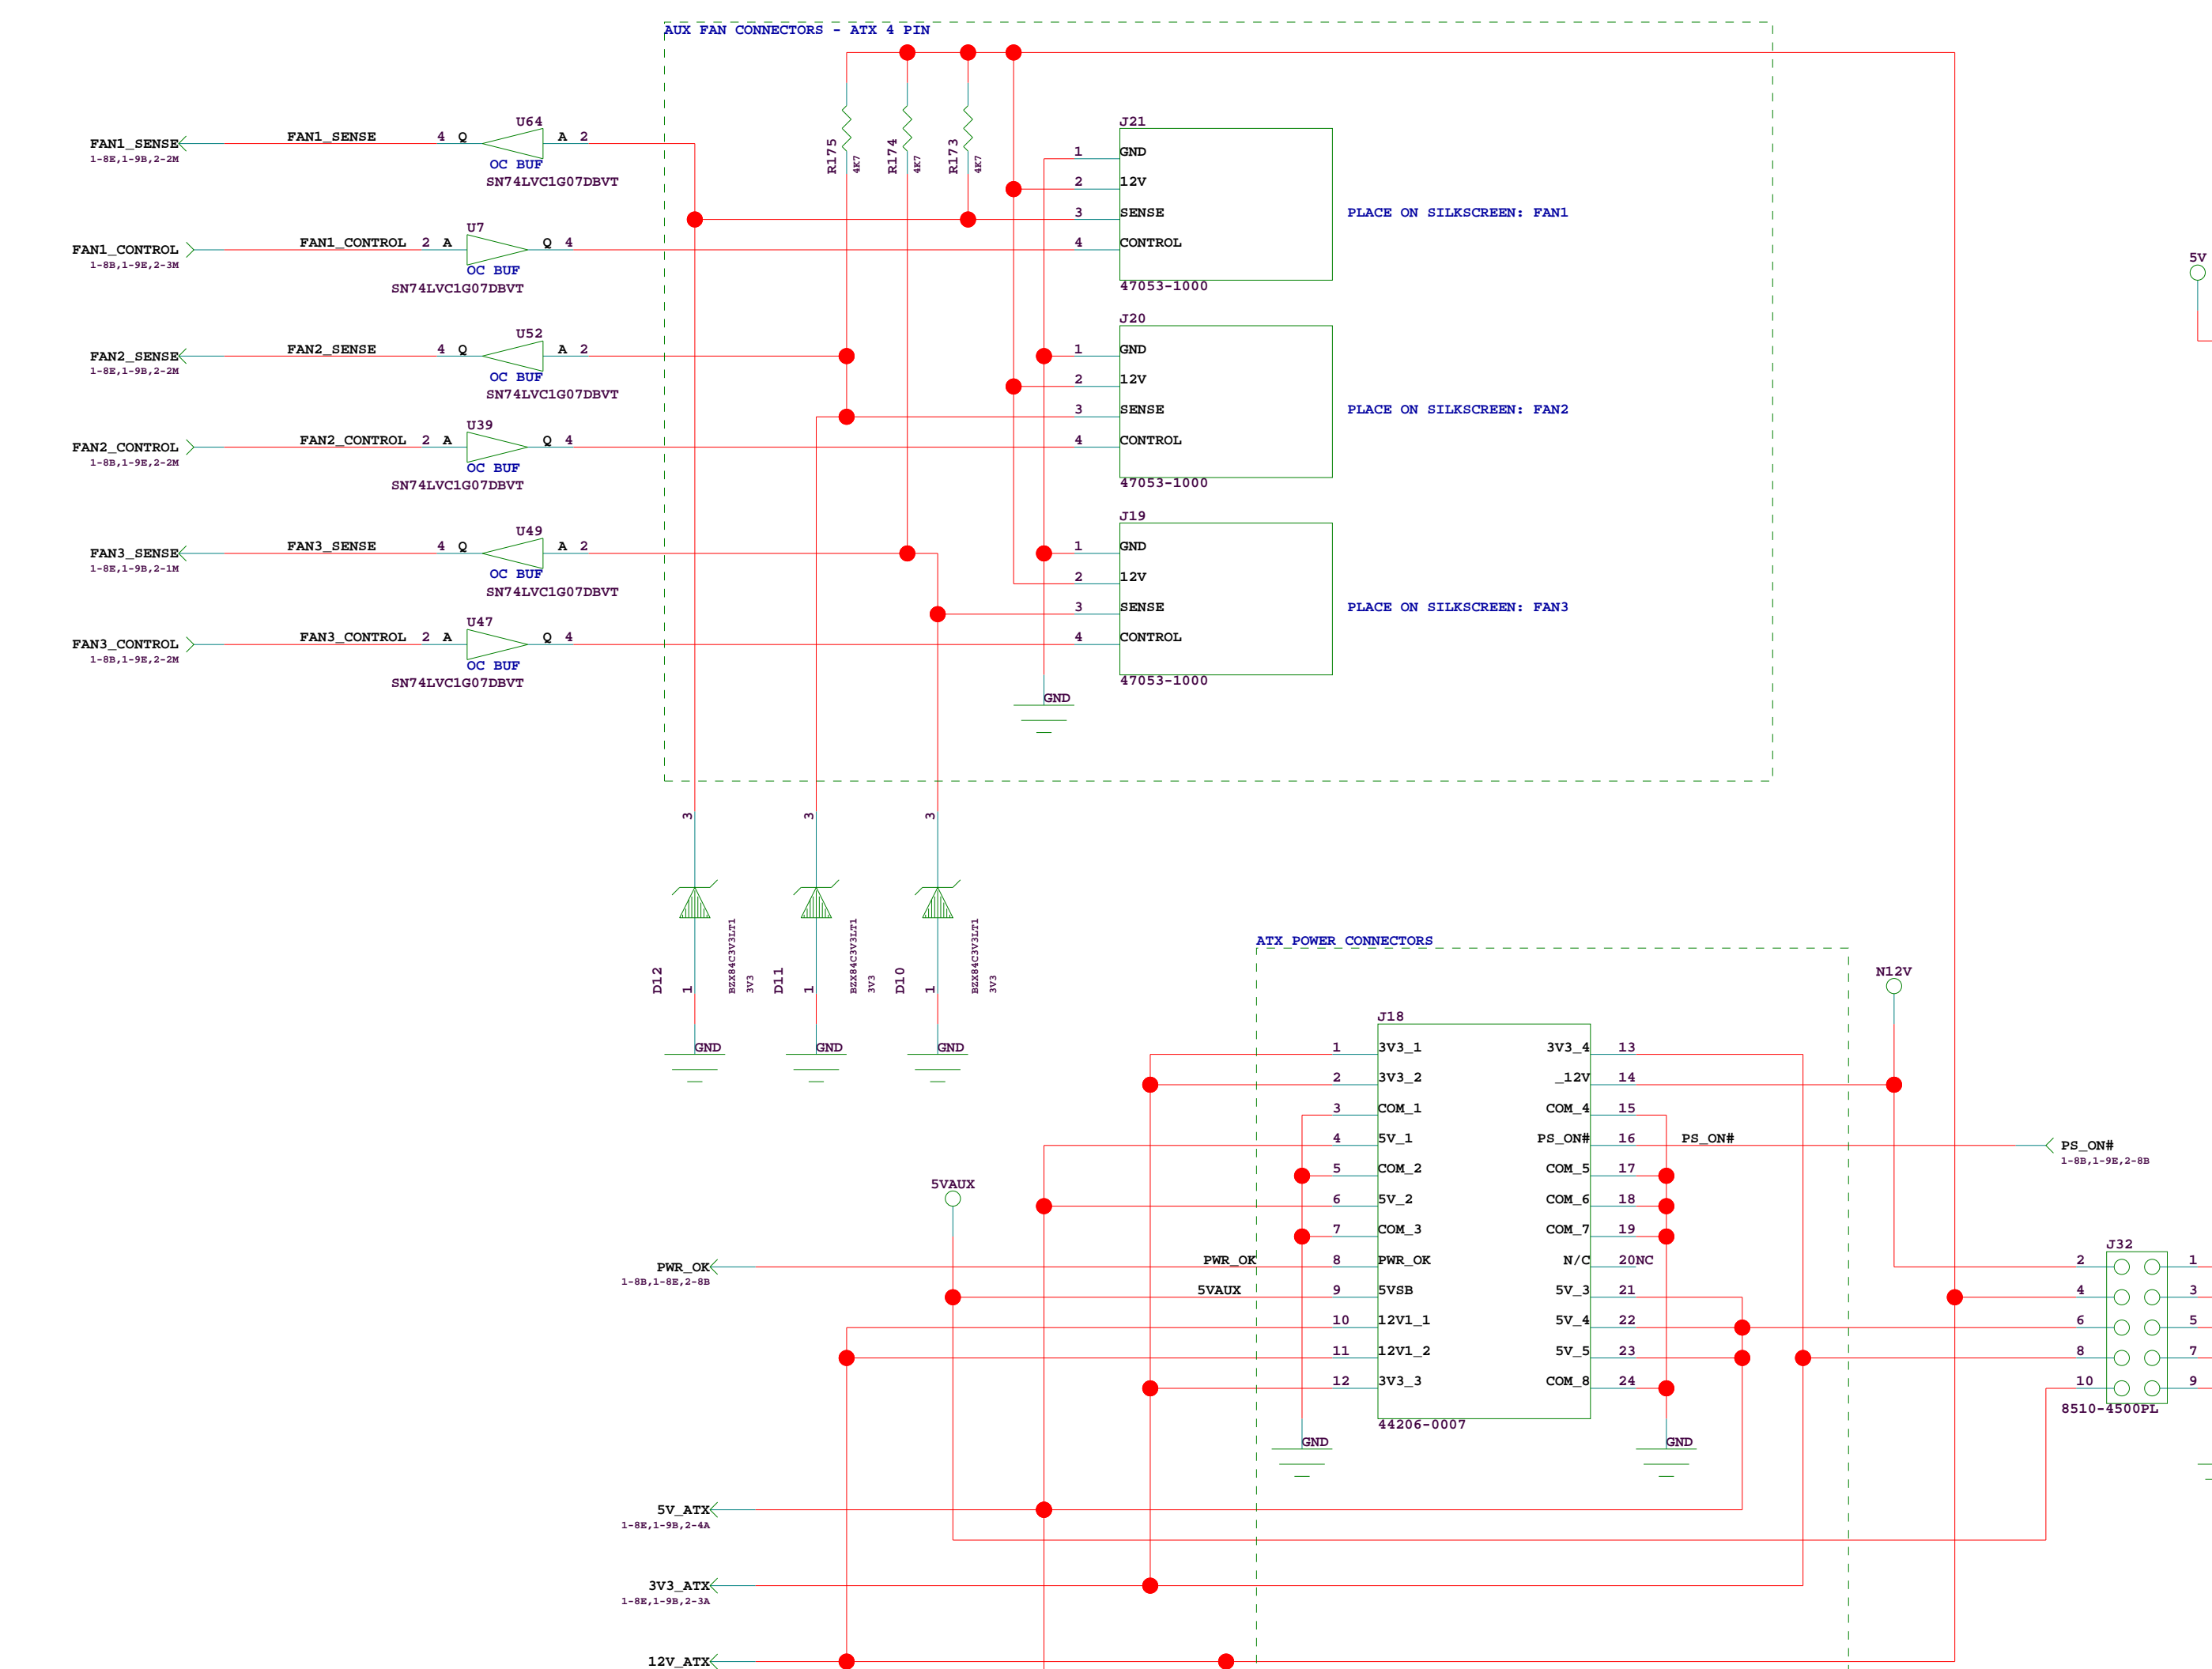 AUX FAN CONNECTORS - ATX 4 PIN
FAN1_SENSE
1-8E,1-9B,2-2M
FAN1_SENSE 4 Q
U64
A 2
OC BUF
SN74LVC1G07DBVT
R175
4K7
R174
4K7
R173
4K7
J21
1 GND
2 12V
3 SENSE
4 CONTROL
47053-1000
PLACE ON SILKSCREEN: FAN1
FAN1_CONTROL
1-8B,1-9E,2-3M
FAN1_CONTROL 2 A
U7
Q 4
OC BUF
SN74LVC1G07DBVT
5V
FAN2_SENSE
1-8E,1-9B,2-2M
FAN2_SENSE 4 Q
U52
A 2
OC BUF
SN74LVC1G07DBVT
J20
1 GND
2 12V
3 SENSE
4 CONTROL
47053-1000
PLACE ON SILKSCREEN: FAN2
FAN2_CONTROL
1-8B,1-9E,2-2M
FAN2_CONTROL 2 A
U39
Q 4
OC BUF
SN74LVC1G07DBVT
FAN3_SENSE
1-8E,1-9B,2-1M
FAN3_SENSE 4 Q
U49
A 2
OC BUF
SN74LVC1G07DBVT
J19
1 GND
2 12V
3 SENSE
4 CONTROL
47053-1000
PLACE ON SILKSCREEN: FAN3
FAN3_CONTROL
1-8B,1-9E,2-2M
FAN3_CONTROL 2 A
U47
Q 4
OC BUF
SN74LVC1G07DBVT
GND
3
D12
1
BZX84C3V3LT1
3V3
GND
3
D11
1
BZX84C3V3LT1
3V3
GND
3
D10
1
BZX84C3V3LT1
3V3
GND
ATX POWER CONNECTORS
N12V
J18
1 3V3_1 3V3_4 13
2 3V3_2 _12V 14
3 COM_1 COM_4 15
4 5V_1 PS_ON# 16 PS_ON#
5 COM_2 COM_5 17
6 5V_2 COM_6 18
7 COM_3 COM_7 19
PWR_OK 8 PWR_OK N/C 20NC
5VAUX 9 5VSB 5V_3 21
10 12V1_1 5V_4 22
11 12V1_2 5V_5 23
12 3V3_3 COM_8 24
44206-0007
GND
GND
PS_ON#
1-8B,1-9E,2-8B
5VAUX
PWR_OK
1-8B,1-8E,2-8B
J32
2 1
4 3
6 5
8 7
10 9
8510-4500PL
5V_ATX
1-8E,1-9B,2-4A
3V3_ATX
1-8E,1-9B,2-3A
12V_ATX